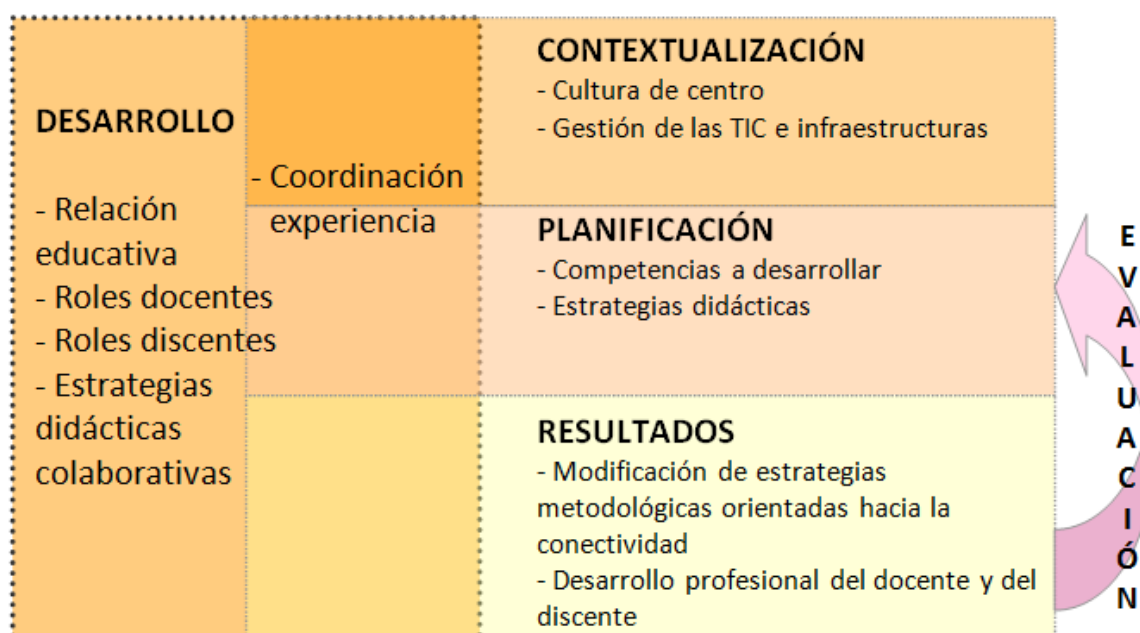 DESARROLLO
- Relación
educativa
- Roles docentes
- Roles discentes
- Estrategias
didácticas
colaborativas
- Coordinación
experiencia
CONTEXTUALIZACIÓN
- Cultura de centro
- Gestión de las TIC e infraestructuras
PLANIFICACIÓN
- Competencias a desarrollar
- Estrategias didácticas
RESULTADOS
- Modificación de estrategias
metodológicas orientadas hacia la
conectividad
- Desarrollo profesional del docente y del
discente
EVALUACIÓN